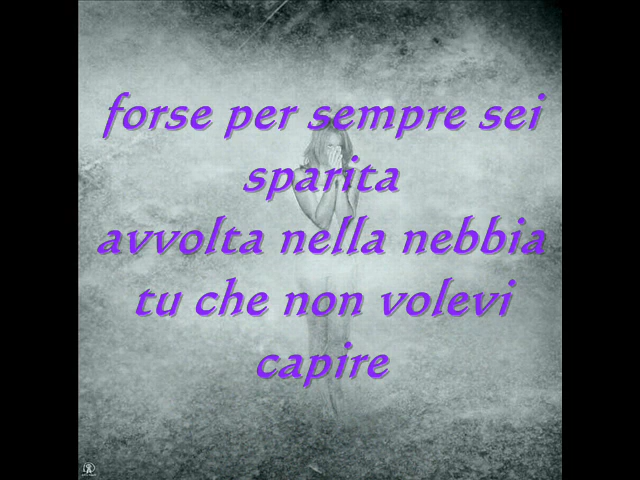 forse per sempre sei
sparita
avvolta nella nebbia
tu che non volevi
capire